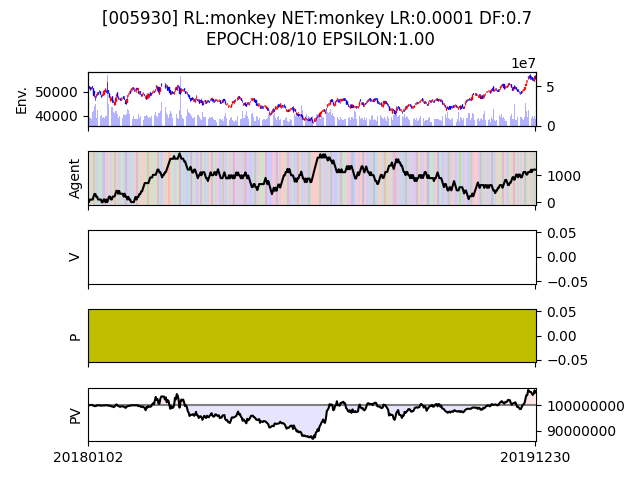 [005930] RL:monkey NET:monkey LR:0.0001 DF:0.7
EPOCH:08/10 EPSILON:1.00
1e7
Env.
50000
40000
5
0
Agent
1000
0
V
0.05
0.00
−0.05
P
0.05
0.00
−0.05
PV
100000000
90000000
20180102
20191230